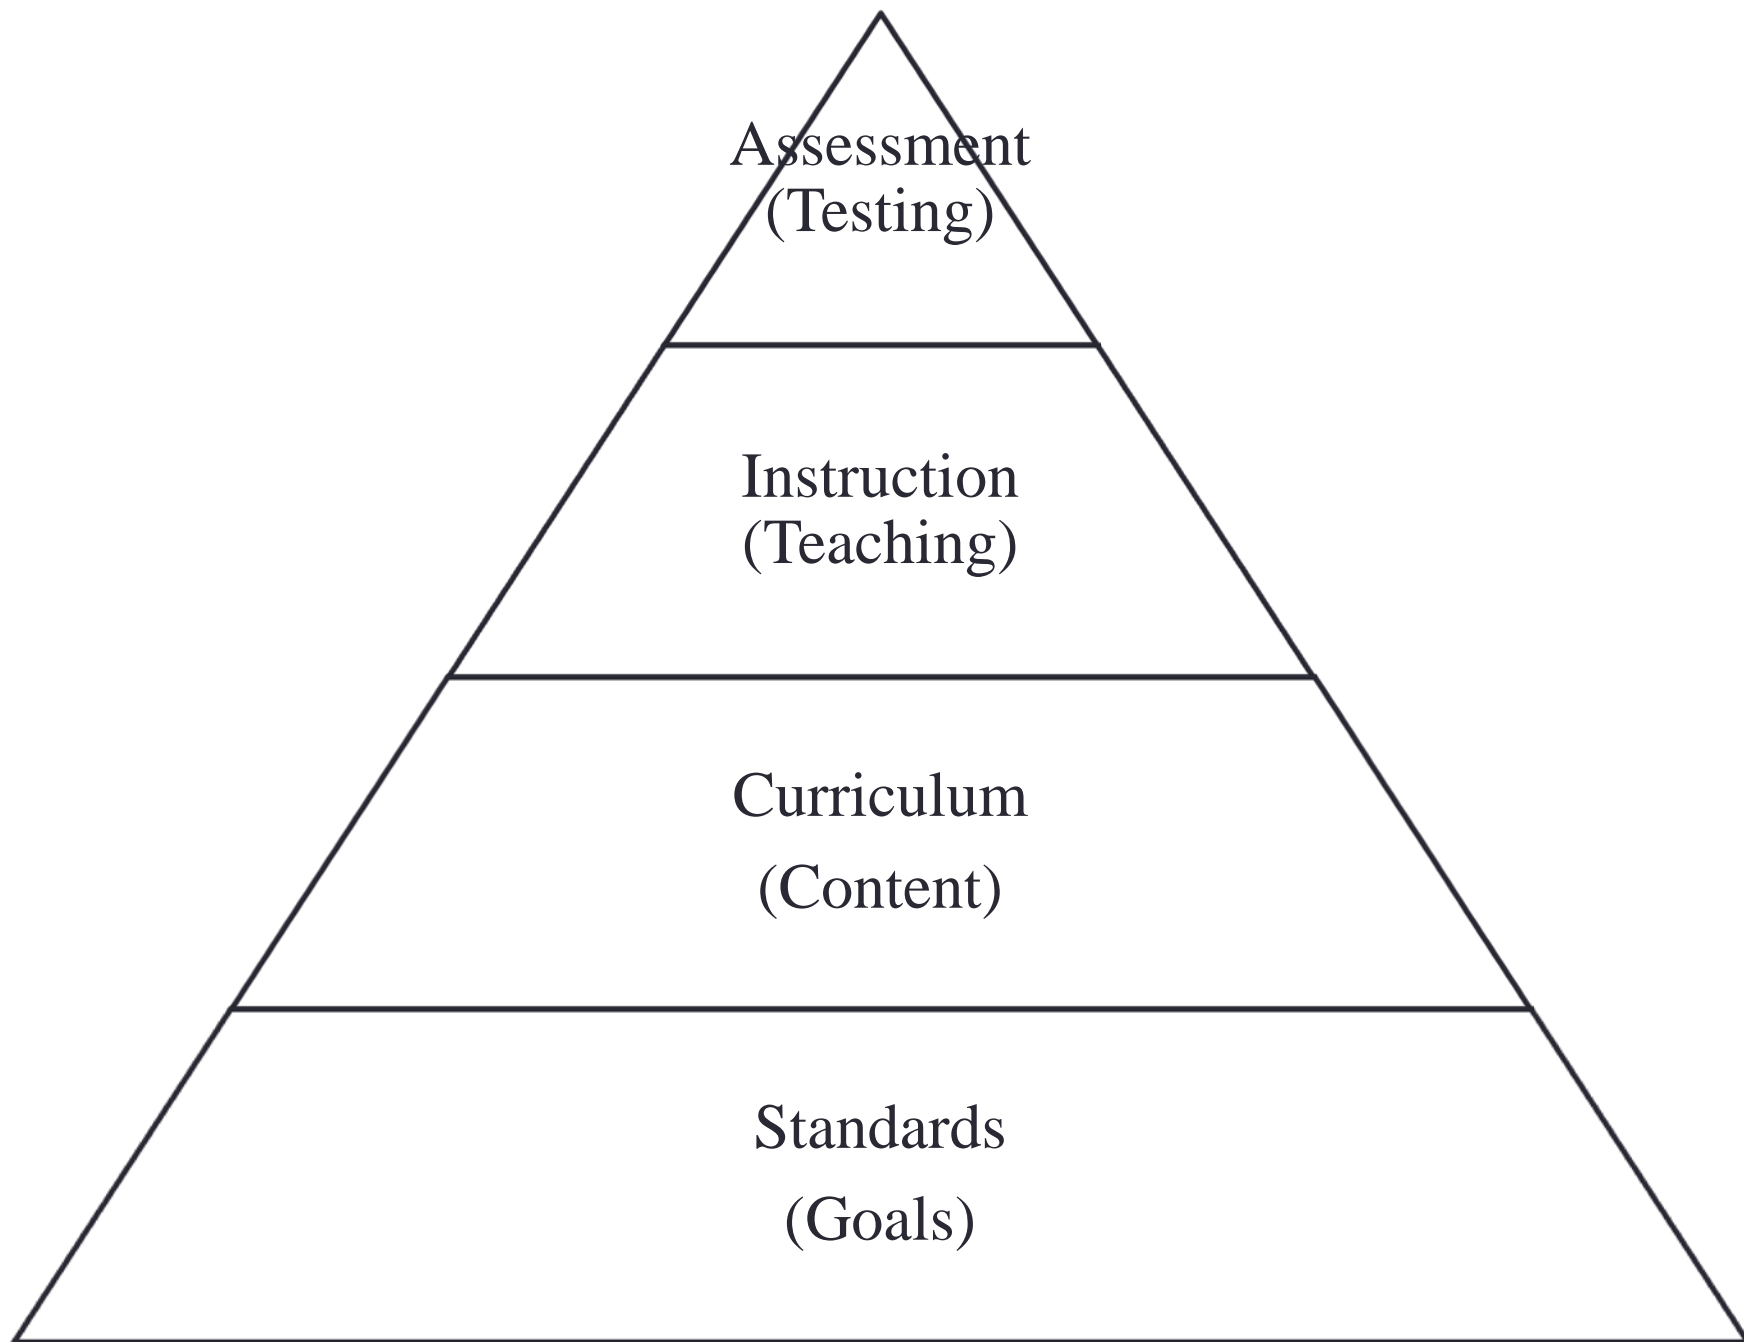 Assessment
(Testing)
Instruction
(Teaching)
Curriculum
(Content)
Standards
(Goals)